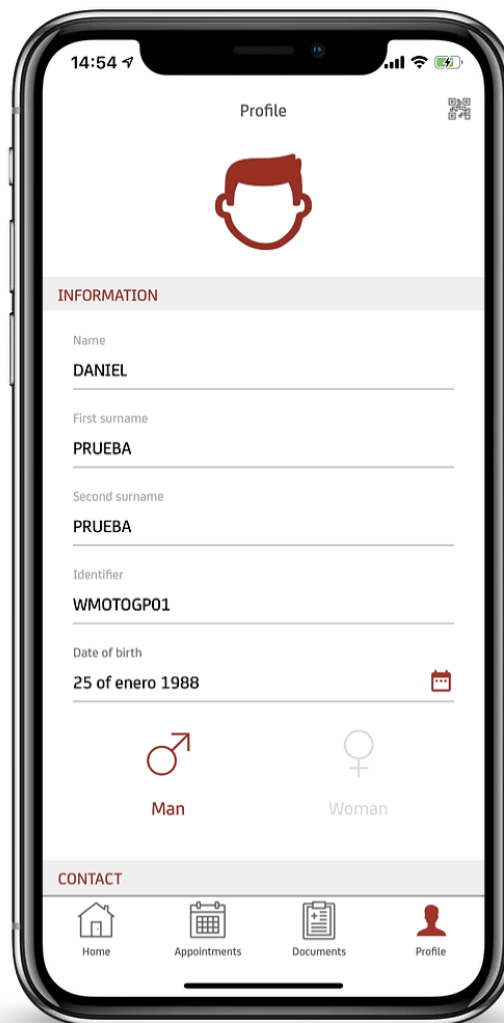 14:54
Profile
INFORMATION
Name
DANIEL
First surname
PRUEBA
Second surname
PRUEBA
Identifier
WMOTOGP01
Date of birth
25 of enero 1988
Man Woman
CONTACT
Home Appointments Documents Profile